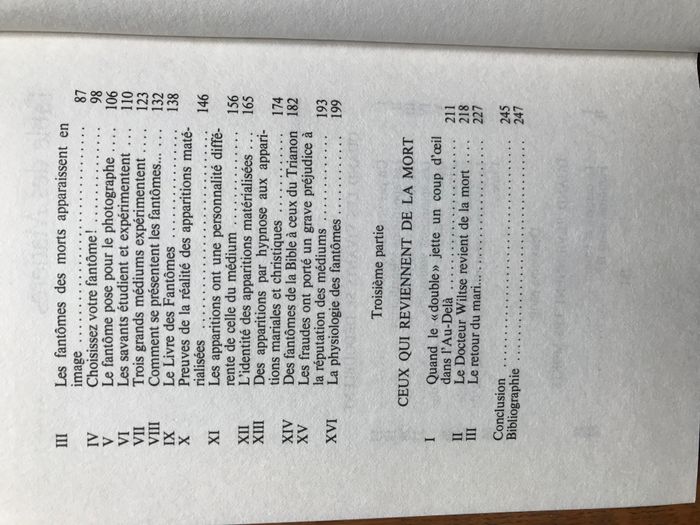 III Les fantômes des morts apparaissent en
image .......................... 87
IV Choisissez votre fantôme! .................. 98
V Le fantôme pose pour le photographe .... 106
VI Les savants étudient et expérimentent 110
VII Trois grands médiums expérimentent .... 123
VIII Comment se présentent les fantômes... 132
IX Le Livre des Fantômes .................. 138
X Preuves de la réalité des apparitions maté-
rialisées .......................... 146
XI Les apparitions ont une personnalité diffé-
rente de celle du médium .............. 156
XII L'identité des apparitions matérialisées ... 165
XIII Des apparitions par hypnose aux appari-
tions mariales et christiques .............. 174
XIV Des fantômes de la Bible à ceux du Trianon 182
XV Les fraudes ont porté un grave préjudice à
la réputation des médiums .............. 193
XVI La physiologie des fantômes .............. 199
Troisième partie
CEUX QUI REVIENNENT DE LA MORT
I Quand le «double» jette un coup d'œil
dans l'Au-Delà ........................ 211
II Le Docteur Wiltse revient de la mort .... 218
III Le retour du mari........................ 227
Conclusion .............................. 245
Bibliographie .............................. 247